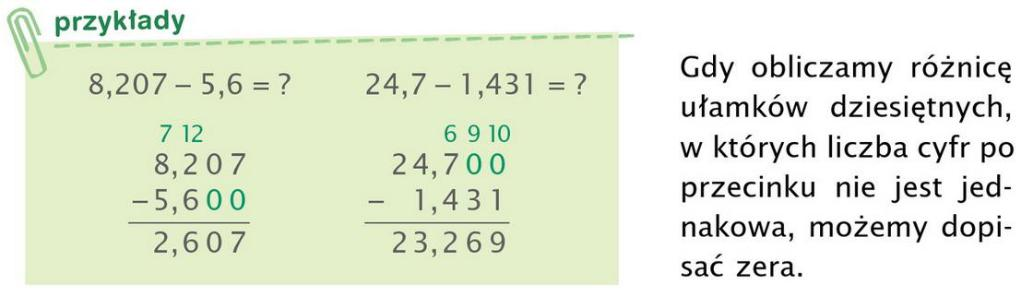 przykłady
8,207 – 5,6 = ?
7 12
8,207
–5,600
2,607
24,7 – 1,431 = ?
6 9 10
24,700
– 1,431
23,269
Gdy obliczamy różnicę
ułamków dziesiętnych,
w których liczba cyfr po
przecinku nie jest jed-
nakowa, możemy dopi-
sać zera.